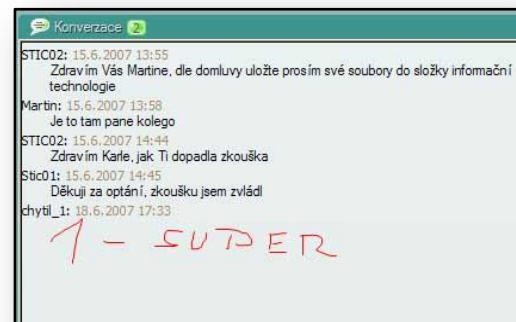 Konverzace 2
STIC02: 15.6.2007 13:55
Zdravím Vás Martine, dle domluvy uložte prosím své soubory do složky informační
technologie
Martin: 15.6.2007 13:58
Je to tam pane kolego
STIC02: 15.6.2007 14:44
Zdravím Karle, jak Ti dopadla zkouška
Stic01: 15.6.2007 14:45
Děkuji za optání, zkoušku jsem zvládl
chytil_1: 18.6.2007 17:33
1 - SUPER